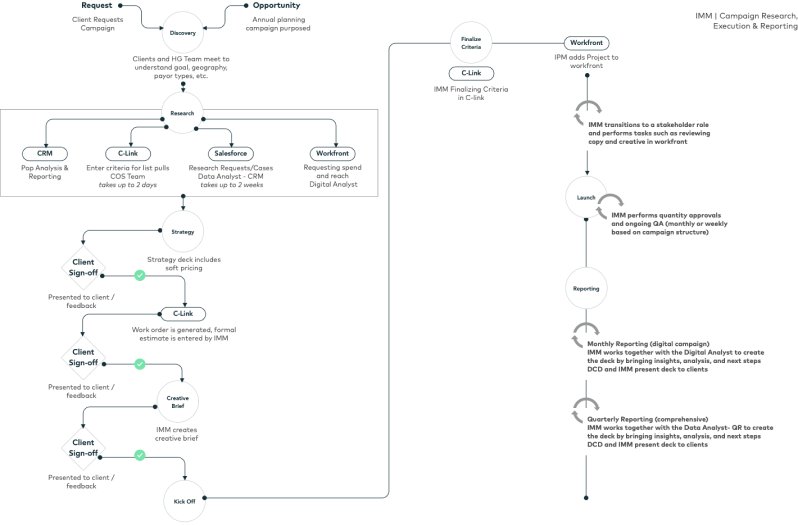 Request
Opportunity
IMM | Campaign Research,
Execution & Reporting
Client Requests
Campaign
Discovery
Annual planning
campaign purposed
Clients and HG Team meet to
understand goal, geography,
payor types, etc.
Research
CRM
C-Link
Salesforce
Workfront
Pop Analysis &
Reporting
Enter criteria for list pulls
COS Team
takes up to 2 days
Research Requests/Cases
Data Analyst - CRM
takes up to 2 weeks
Requesting spend
and reach
Digital Analyst
Strategy
Strategy deck includes
soft pricing
Client
Sign-off
Presented to client /
feedback
C-Link
Work order is generated, formal
estimate is entered by IMM
Client
Sign-off
Presented to client /
feedback
Creative
Brief
IMM creates
creative brief
Client
Sign-off
Presented to client /
feedback
Kick Off
Finalize
Criteria
C-Link
IMM Finalizing Criteria
in C-link
Workfront
IPM adds Project to
workfront
IMM transitions to a stakeholder role
and performs tasks such as reviewing
copy and creative in workfront
Launch
IMM performs quantity approvals
and ongoing QA (monthly or weekly
based on campaign structure)
Reporting
Monthly Reporting (digital campaign)
IMM works together with the Digital Analyst to create
the deck by bringing insights, analysis, and next steps
DCD and IMM present deck to clients
Quarterly Reporting (comprehensive)
IMM works together with the Data Analyst- QR to create
the deck by bringing insights, analysis, and next steps
DCD and IMM present deck to clients